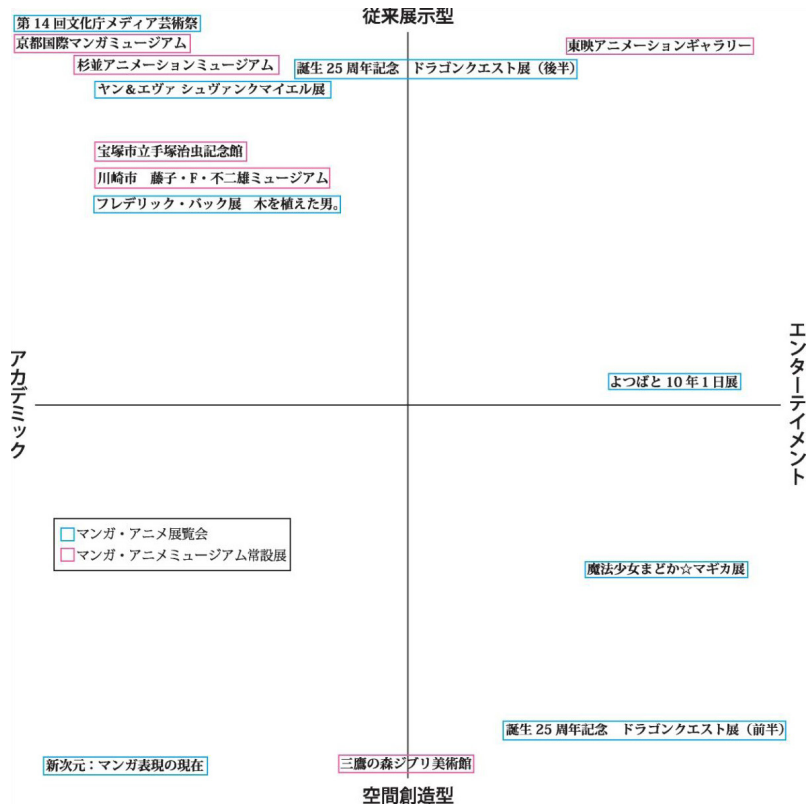 従来展示型
第14回文化庁メディア芸術祭
京都国際マンガミュージアム
東映アニメーションギャラリー
杉並アニメーションミュージアム
誕生25周年記念　ドラゴンクエスト展（後半）
ヤン＆エヴァ シュヴァンクマイエル展
宝塚市立手塚治虫記念館
川崎市　藤子・F・不二雄ミュージアム
フレデリック・バック展　木を植えた男。
アカデミック
エンターテイメント
よつばと10年1日展
マンガ・アニメ展覧会
マンガ・アニメミュージアム常設展
魔法少女まどか☆マギカ展
誕生25周年記念　ドラゴンクエスト展（前半）
新次元：マンガ表現の現在
三鷹の森ジブリ美術館
空間創造型